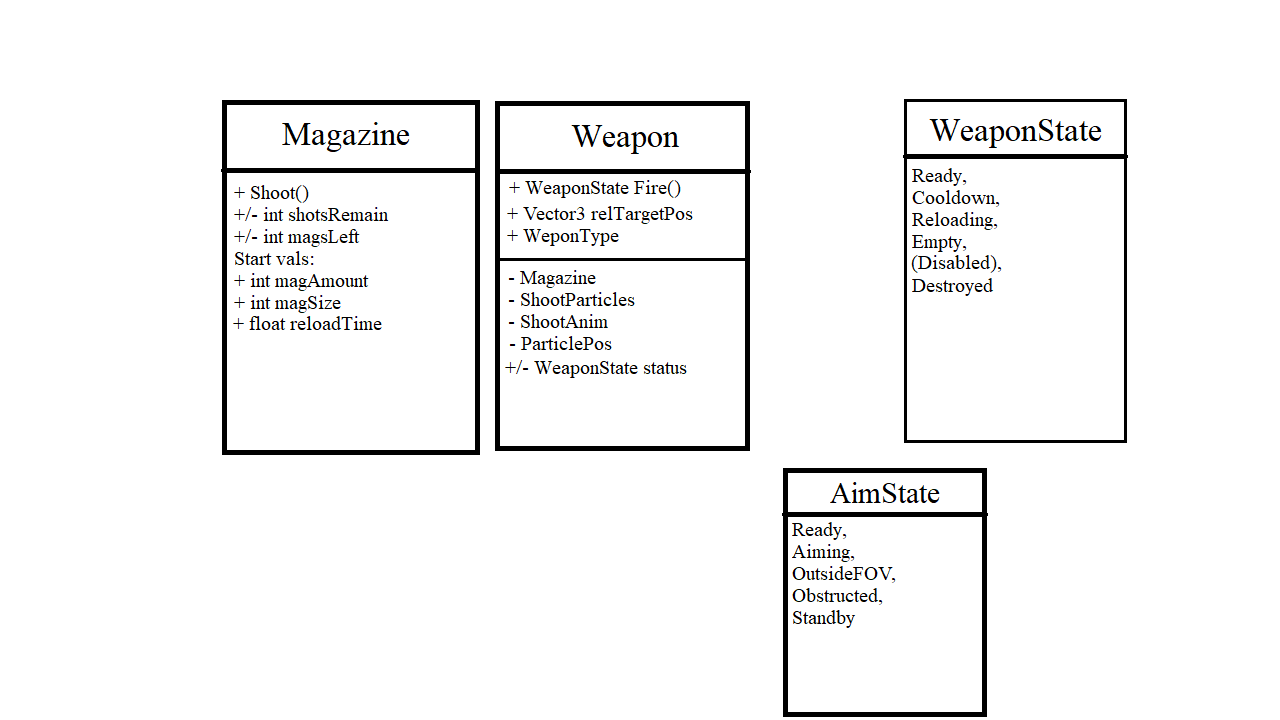 Magazine
+ Shoot()
+/- int shotsRemain
+/- int magsLeft
Start vals:
+ int magAmount
+ int magSize
+ float reloadTime
Weapon
+ WeaponState Fire()
+ Vector3 relTargetPos
+ WeponType
- Magazine
- ShootParticles
- ShootAnim
- ParticlePos
+/- WeaponState status
WeaponState
Ready,
Cooldown,
Reloading,
Empty,
(Disabled),
Destroyed
AimState
Ready,
Aiming,
OutsideFOV,
Obstructed,
Standby